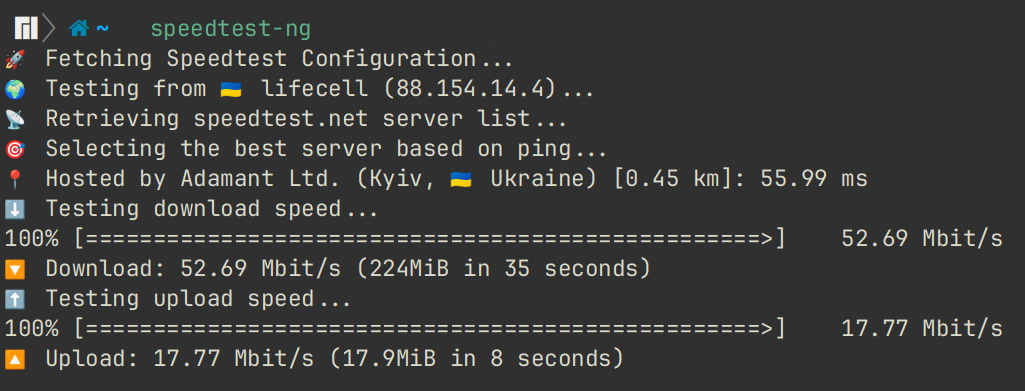 ~ speedtest-ng
🚀 Fetching Speedtest Configuration...
🌍 Testing from 🇺🇦 lifecell (88.154.14.4)...
📡 Retrieving speedtest.net server list...
🎯 Selecting the best server based on ping...
📍 Hosted by Adamant Ltd. (Kyiv, 🇺🇦 Ukraine) [0.45 km]: 55.99 ms
⬇️ Testing download speed...
100% [==================================================>] 52.69 Mbit/s
🔽 Download: 52.69 Mbit/s (224MiB in 35 seconds)
⬆️ Testing upload speed...
100% [==================================================>] 17.77 Mbit/s
🔼 Upload: 17.77 Mbit/s (17.9MiB in 8 seconds)